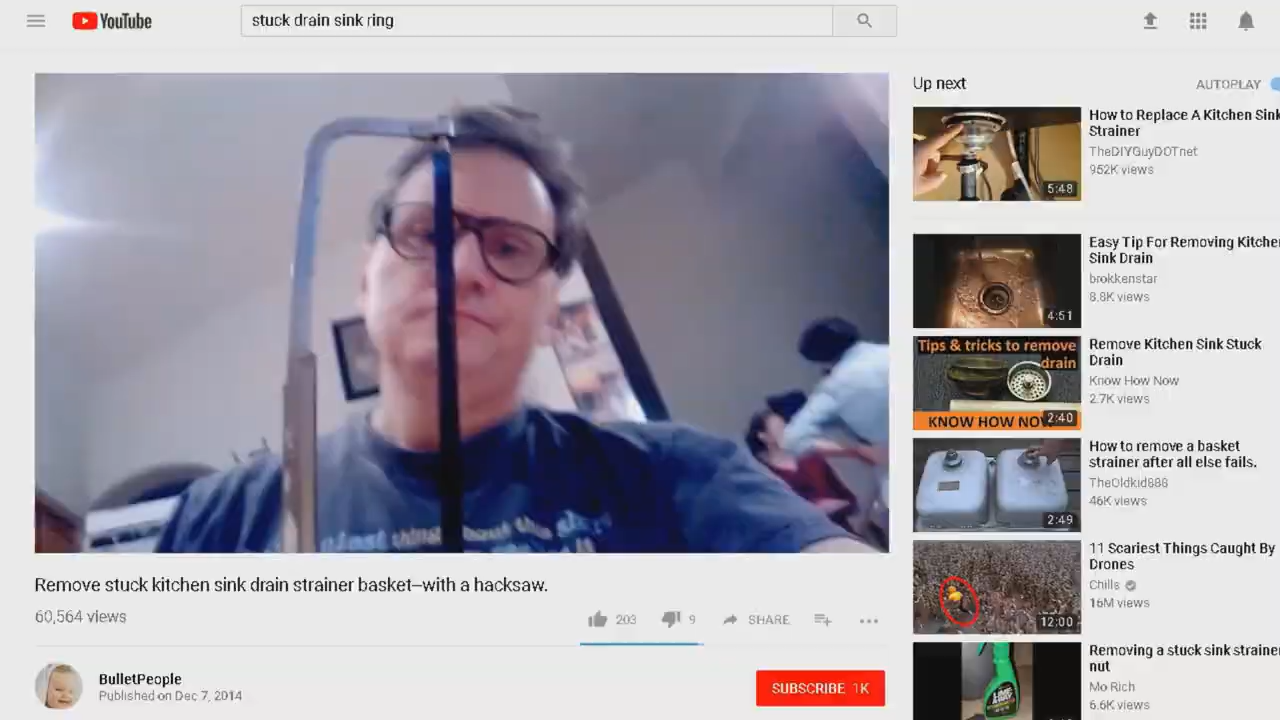 YouTube
stuck drain sink ring
Up next
AUTOPLAY
5:48
How to Replace A Kitchen Sink
Strainer
TheDIYGuyDOTnet
952K views
4:51
Easy Tip For Removing Kitchen
Sink Drain
brokkenstar
8.8K views
Tips & tricks to remove
drain
KNOW HOW NOW
2:40
Remove Kitchen Sink Stuck
Drain
Know How Now
2.7K views
2:49
How to remove a basket
strainer after all else fails.
TheOldkid888
46K views
12:00
11 Scariest Things Caught By
Drones
Chills
16M views
Removing a stuck sink strainer
nut
Mo Rich
6.6K views
thing about this
Remove stuck kitchen sink drain strainer basket--with a hacksaw.
60,564 views
203
9
SHARE
BulletPeople
Published on Dec 7, 2014
SUBSCRIBE 1K